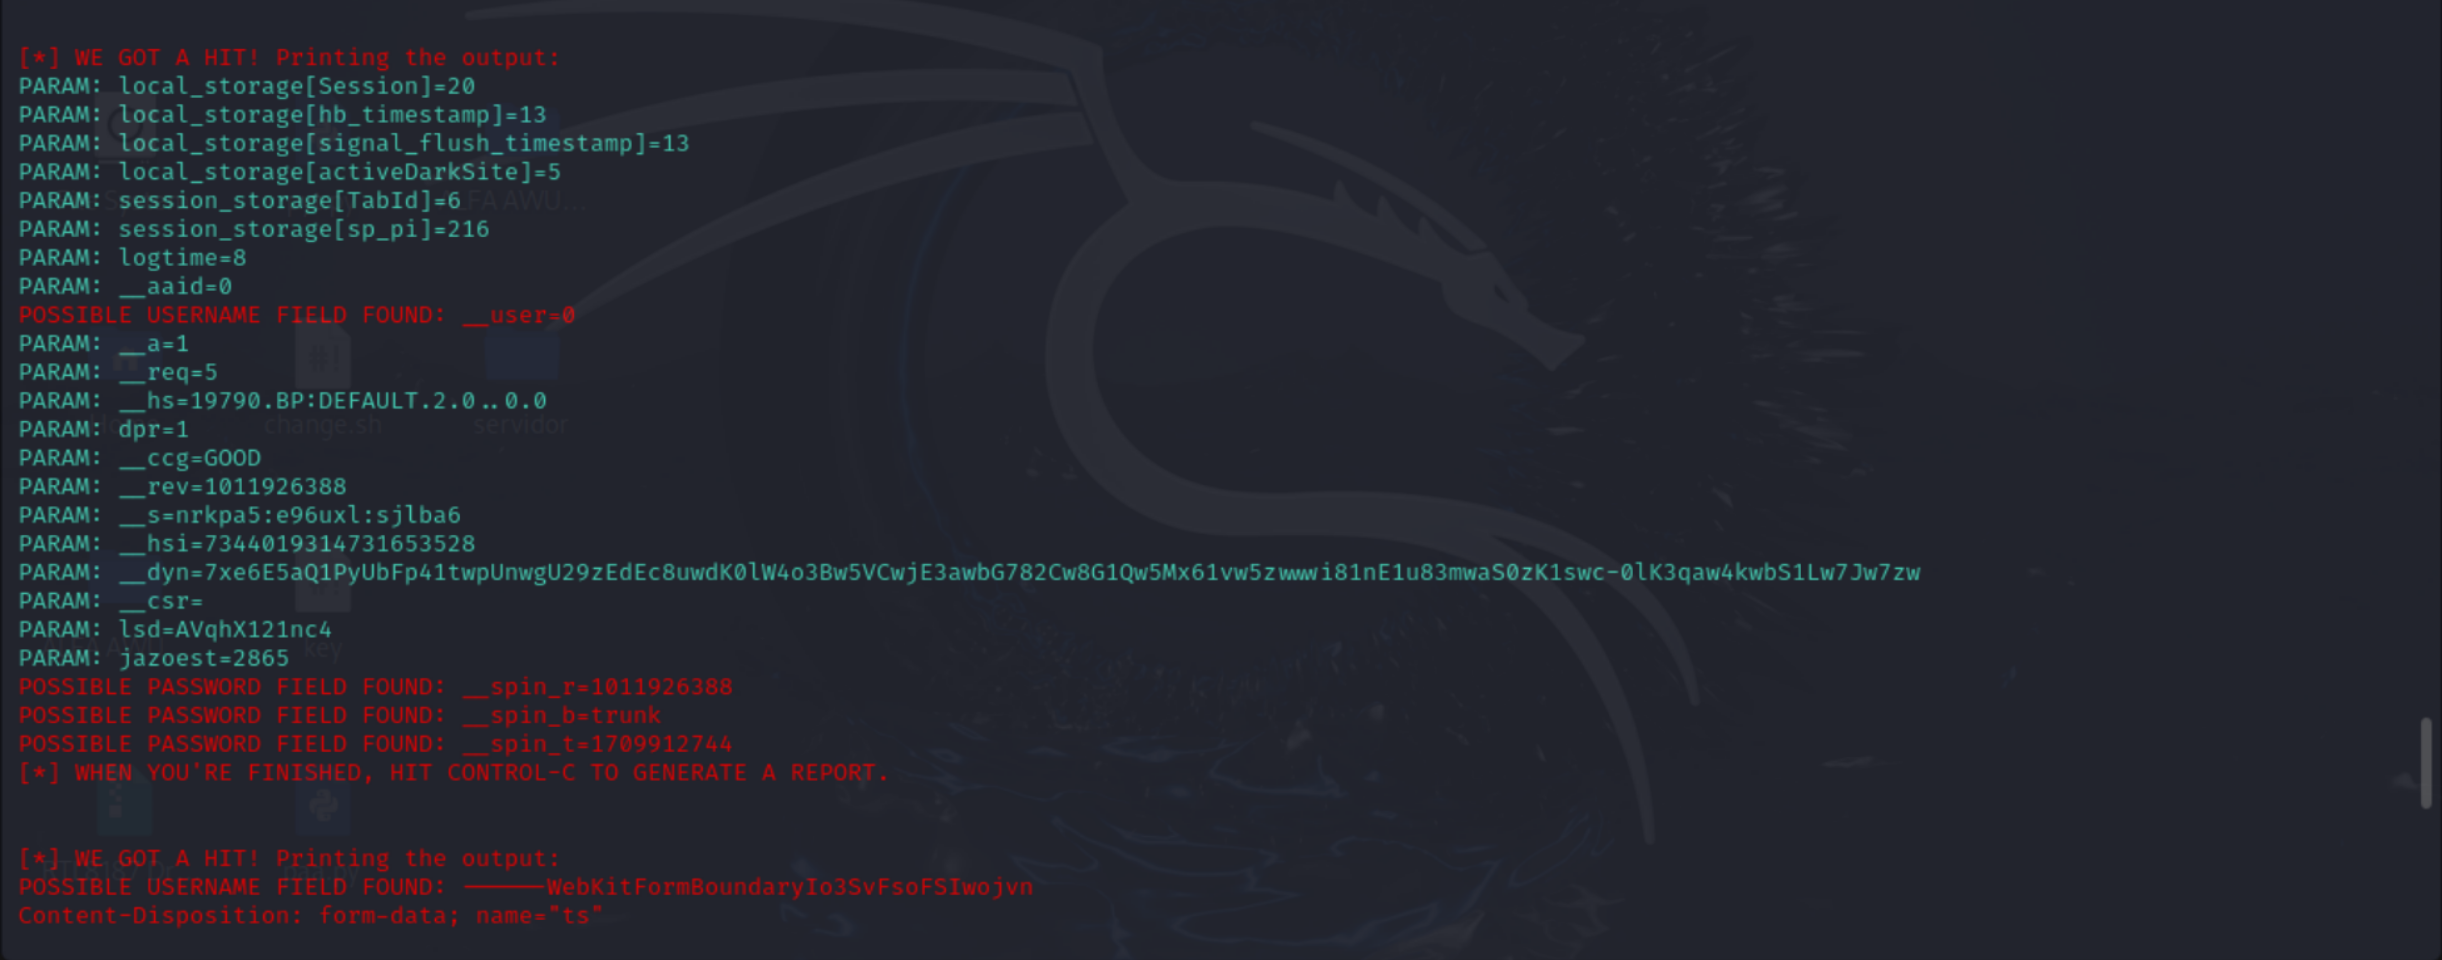 [*] WE GOT A HIT! Printing the output:
PARAM: local_storage[Session]=20
PARAM: local_storage[hb_timestamp]=13
PARAM: local_storage[signal_flush_timestamp]=13
PARAM: local_storage[activeDarkSite]=5
PARAM: session_storage[TabId]=6
PARAM: session_storage[sp_pi]=216
PARAM: logtime=8
PARAM: __aaid=0
POSSIBLE USERNAME FIELD FOUND: __user=0
PARAM: __a=1
PARAM: __req=5
PARAM: __hs=19790.BP:DEFAULT.2.0..0.0
PARAM: dpr=1
PARAM: __ccg=GOOD
PARAM: __rev=1011926388
PARAM: __s=nrkpa5:e96uxl:sjlba6
PARAM: __hsi=7344019314731653528
PARAM: __dyn=7xe6E5aQ1PyUbFp41twpUnwgU29zEdEc8uwdK0lW4o3Bw5VCwjE3awbG782Cw8G1Qw5Mx61vw5zwwwi81nE1u83mwaS0zK1swc-0lK3qaw4kwbS1Lw7Jw7zw
PARAM: __csr=
PARAM: lsd=AVqhX121nc4
PARAM: jazoest=2865
POSSIBLE PASSWORD FIELD FOUND: __spin_r=1011926388
POSSIBLE PASSWORD FIELD FOUND: __spin_b=trunk
POSSIBLE PASSWORD FIELD FOUND: __spin_t=1709912744
[*] WHEN YOU'RE FINISHED, HIT CONTROL-C TO GENERATE A REPORT.
[*] WE GOT A HIT! Printing the output:
POSSIBLE USERNAME FIELD FOUND: ------WebKitFormBoundaryIo3SvFsoFSIwojvn
Content-Disposition: form-data; name="ts"
change.sh
servidor
key